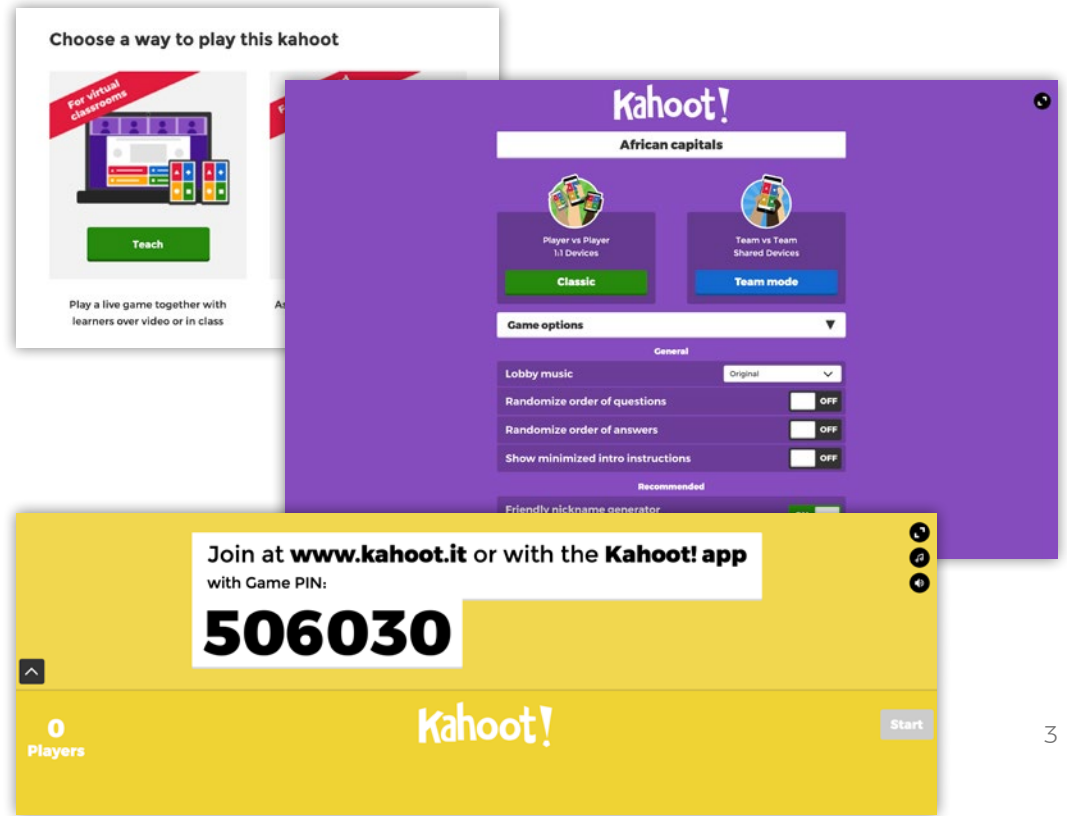 Choose a way to play this kahoot
For virtual
classrooms
Teach
Play a live game together with
learners over video or in class
Kahoot!
African capitals
Player vs Player
1:1 Devices
Classic
Team vs Team
Shared Devices
Team mode
Game options
General
Lobby music
Original
Randomize order of questions
OFF
Randomize order of answers
OFF
Show minimized intro instructions
OFF
Recommended
Friendly nickname generator
Join at www.kahoot.it or with the Kahoot! app
with Game PIN:
506030
0
Players
Kahoot!
Start
3